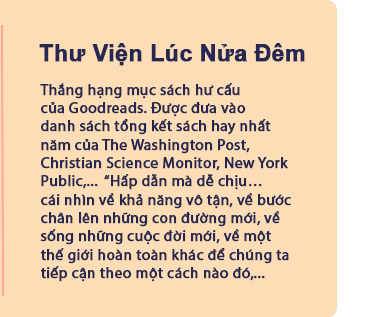 Thư Viện Lúc Nửa Đêm
Thắng hạng mục sách hư cấu
của Goodreads. Được đưa vào
danh sách tổng kết sách hay nhất
năm của The Washington Post,
Christian Science Monitor, New York
Public,... “Hấp dẫn mà dễ chịu…
cái nhìn về khả năng vô tận, về bước
chân lên những con đường mới, về
sống những cuộc đời mới, về một
thế giới hoàn toàn khác để chúng ta
tiếp cận theo một cách nào đó,...